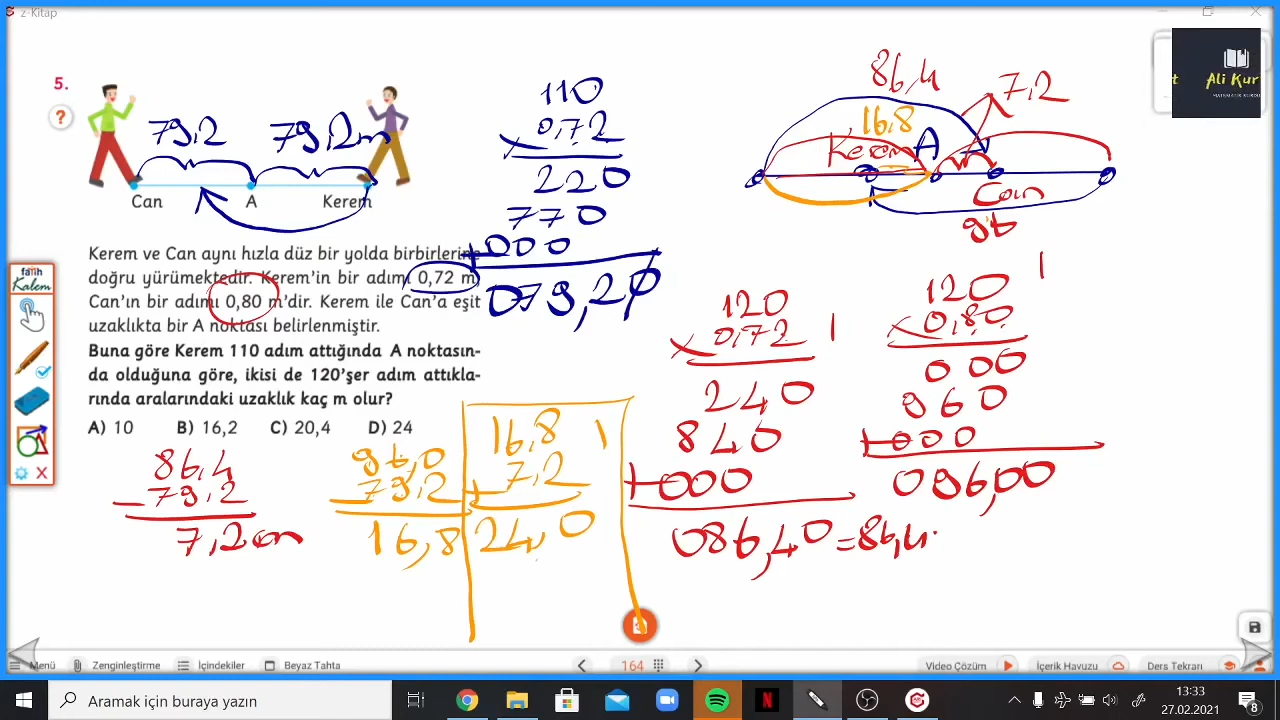 z-Kitap
Ali Kur
5.
?
79,2
79,2m
Can
A
Kerem
Kerem ve Can aynı hızla düz bir yolda birbirlerine
doğru yürümektedir. Kerem'in bir adımı 0,72 m,
Can'ın bir adımı 0,80 m'dir. Kerem ile Can'a eşit
uzaklıkta bir A noktası belirlenmiştir.
Buna göre Kerem 110 adım attığında A noktasın-
da olduğuna göre, ikisi de 120'şer adım attıkla-
rında aralarındaki uzaklık kaç m olur?
A) 10 B) 16,2 C) 20,4 D) 24
110
0,72
220
770
+000
079,20
86,4
7,2
16,8
Kerem A
Can
120
0,72
240
840
+000
086,40=86,4
120
0,80
000
960
+000
096,00
86,4
-79,2
7,2cm
96,0
-79,2
16,8
16,8
+7,2
24,0
fatih
Kalem
Menü
Zenginleştirme
İçindekiler
Beyaz Tahta
164
Video Çözüm
İçerik Havuzu
Ders Tekrarı
Aramak için buraya yazın
13:33
27.02.2021
8